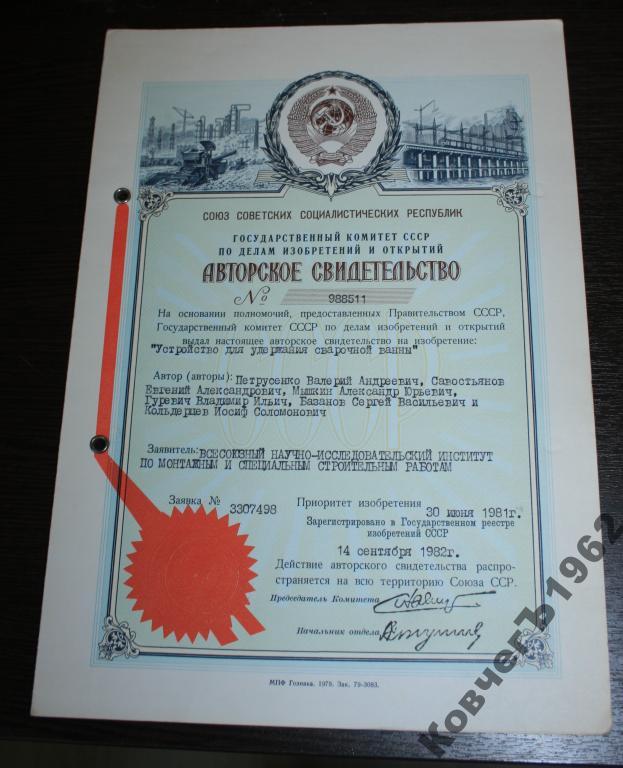 СОЮЗ СОВЕТСКИХ СОЦИАЛИСТИЧЕСКИХ РЕСПУБЛИК
ГОСУДАРСТВЕННЫЙ КОМИТЕТ СССР
ПО ДЕЛАМ ИЗОБРЕТЕНИЙ И ОТКРЫТИЙ
АВТОРСКОЕ СВИДЕТЕЛЬСТВО
№ 988511
На основании полномочий, предоставленных Правительством СССР,
Государственный комитет СССР по делам изобретений и открытий
выдал настоящее авторское свидетельство на изобретение:
"Устройство для удержания сварочной ванны"
Автор (авторы): Петрусенко Валерий Андреевич, Савостьянов
Евгений Александрович, Мышкин Александр Юрьевич,
Гуревич Владимир Ильич, Базанов Сергей Васильевич и
Кольдерцев Иосиф Соломонович
Заявитель: ВСЕСОЮЗНЫЙ НАУЧНО-ИССЛЕДОВАТЕЛЬСКИЙ ИНСТИТУТ
ПО МОНТАЖНЫМ И СПЕЦИАЛЬНЫМ СТРОИТЕЛЬНЫМ РАБОТАМ
Заявка № 3307498 Приоритет изобретения 30 июня 1981г.
Зарегистрировано в Государственном реестре
изобретений СССР
14 сентября 1982г.
Действие авторского свидетельства распро-
страняется на всю территорию Союза ССР.
Председатель Комитета
Начальник отдела
МПФ Гознака. 1979. Зак. 79-3083.
СССР
КовчегЪ1962